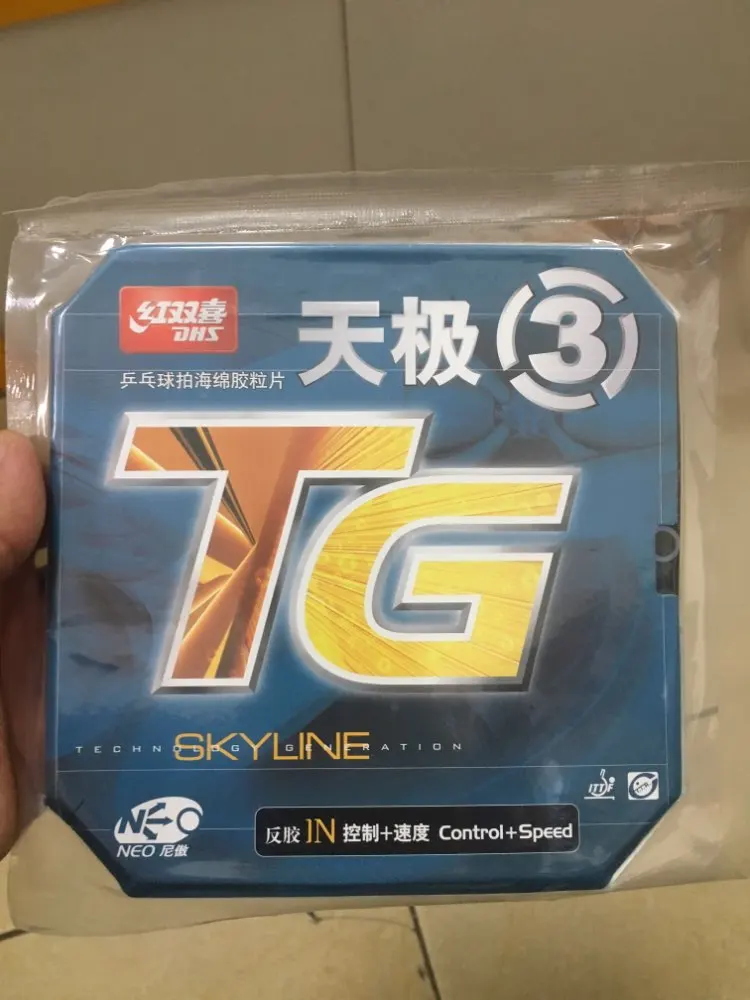 红双喜
DHS
天极 3
乒乓球拍海绵胶粒片
TG
SKYLINE
TECHNOLOGY GENERATION
ITTF
NEO
NEO 尼傲
反胶 IN 控制+速度 Control+Speed